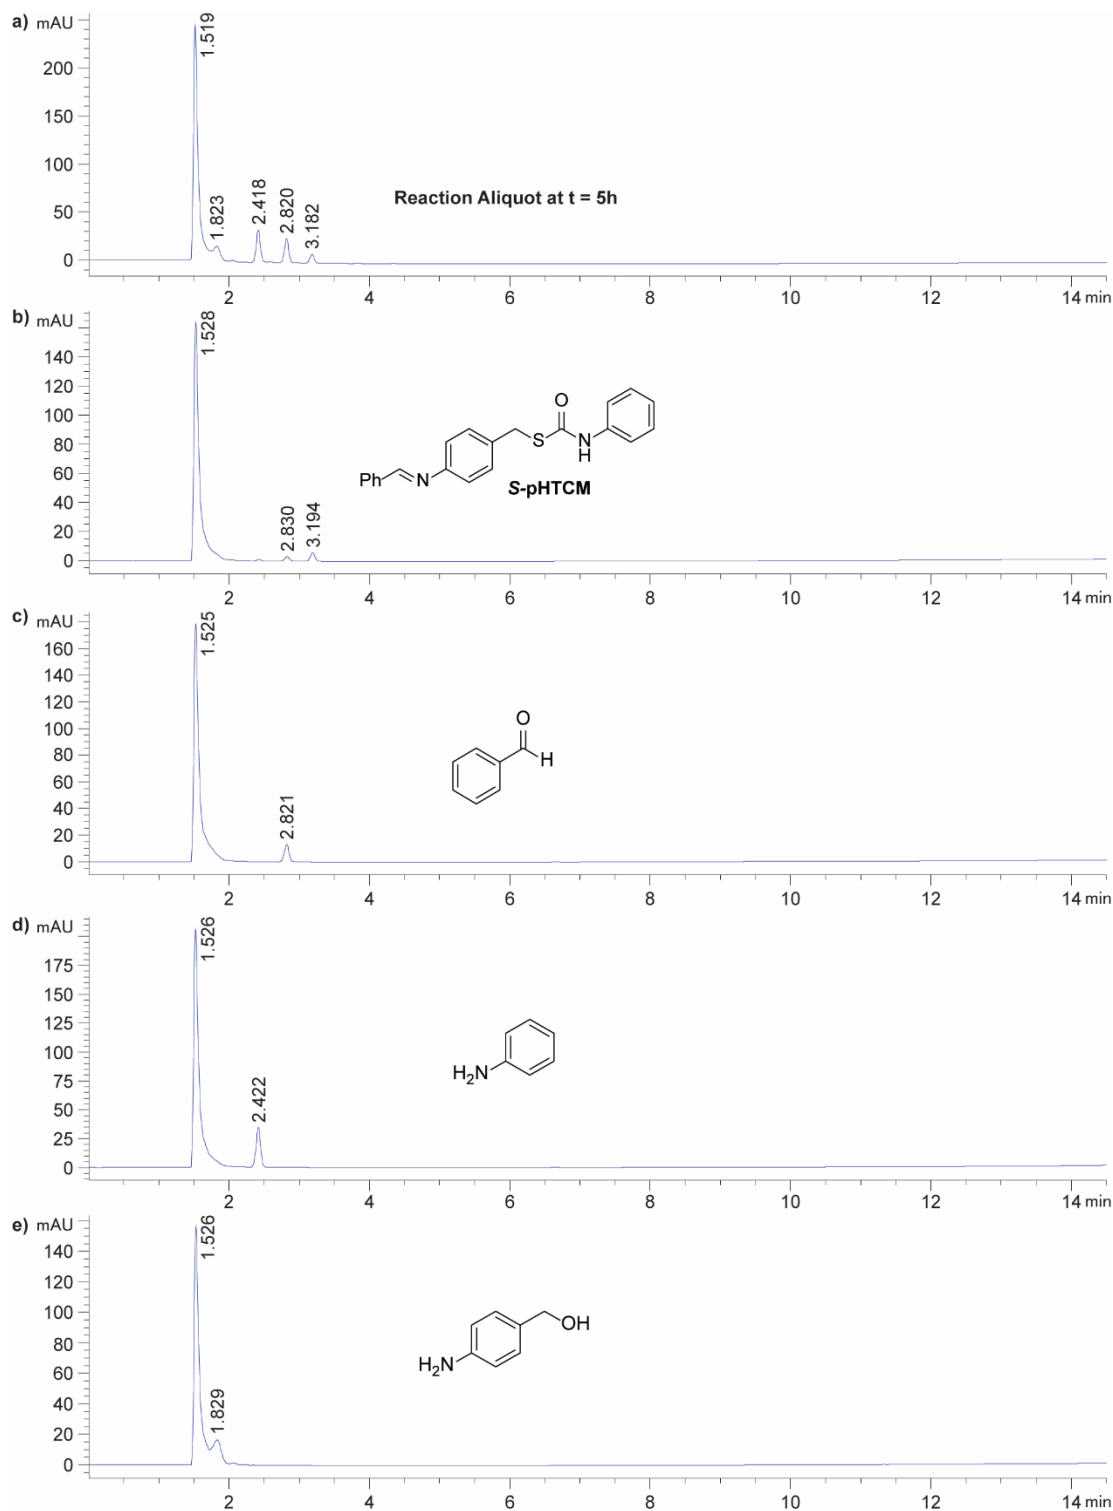 a) mAU
1.519
200
150
100
50
0
1.823
2.418
2.820
3.182
Reaction Aliquot at t = 5h
2 4 6 8 10 12 14 min
b) mAU
1.528
140
120
100
80
60
40
20
0
2.830
3.194
O
S
N
H
Ph
N
S-pHTCM
2 4 6 8 10 12 14 min
c) mAU
1.525
160
140
120
100
80
60
40
20
0
2.821
O
H
2 4 6 8 10 12 14 min
d) mAU
1.526
175
150
125
100
75
50
25
0
2.422
H₂N
2 4 6 8 10 12 14 min
e) mAU
1.526
140
120
100
80
60
40
20
0
1.829
OH
H₂N
2 4 6 8 10 12 14 min